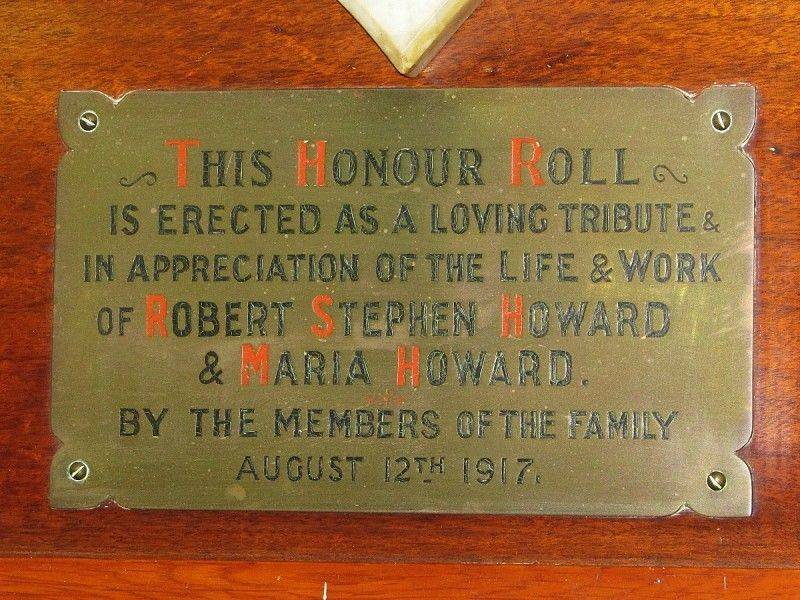 THIS HONOUR ROLL
IS ERECTED AS A LOVING TRIBUTE &
IN APPRECIATION OF THE LIFE & WORK
OF ROBERT STEPHEN HOWARD
& MARIA HOWARD.
BY THE MEMBERS OF THE FAMILY
AUGUST 12TH 1917.